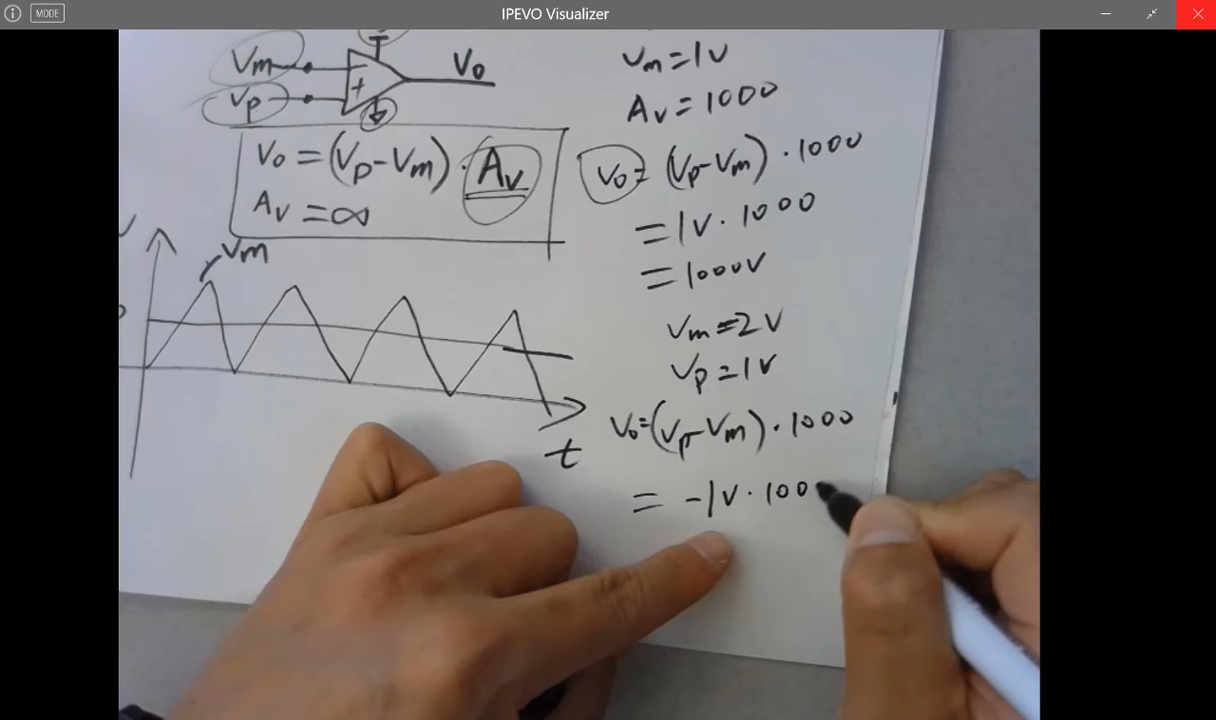 IPEVO Visualizer
MODE
Vm
Vp
Vo
Vo = (Vp-Vm) · Av
Av = ∞
Vm
t
Vm = 1V
Av = 1000
Vo = (Vp-Vm) · 1000
= 1V · 1000
= 1000V
Vm = 2V
Vp = 1V
Vo = (Vp-Vm) · 1000
= -1V · 100